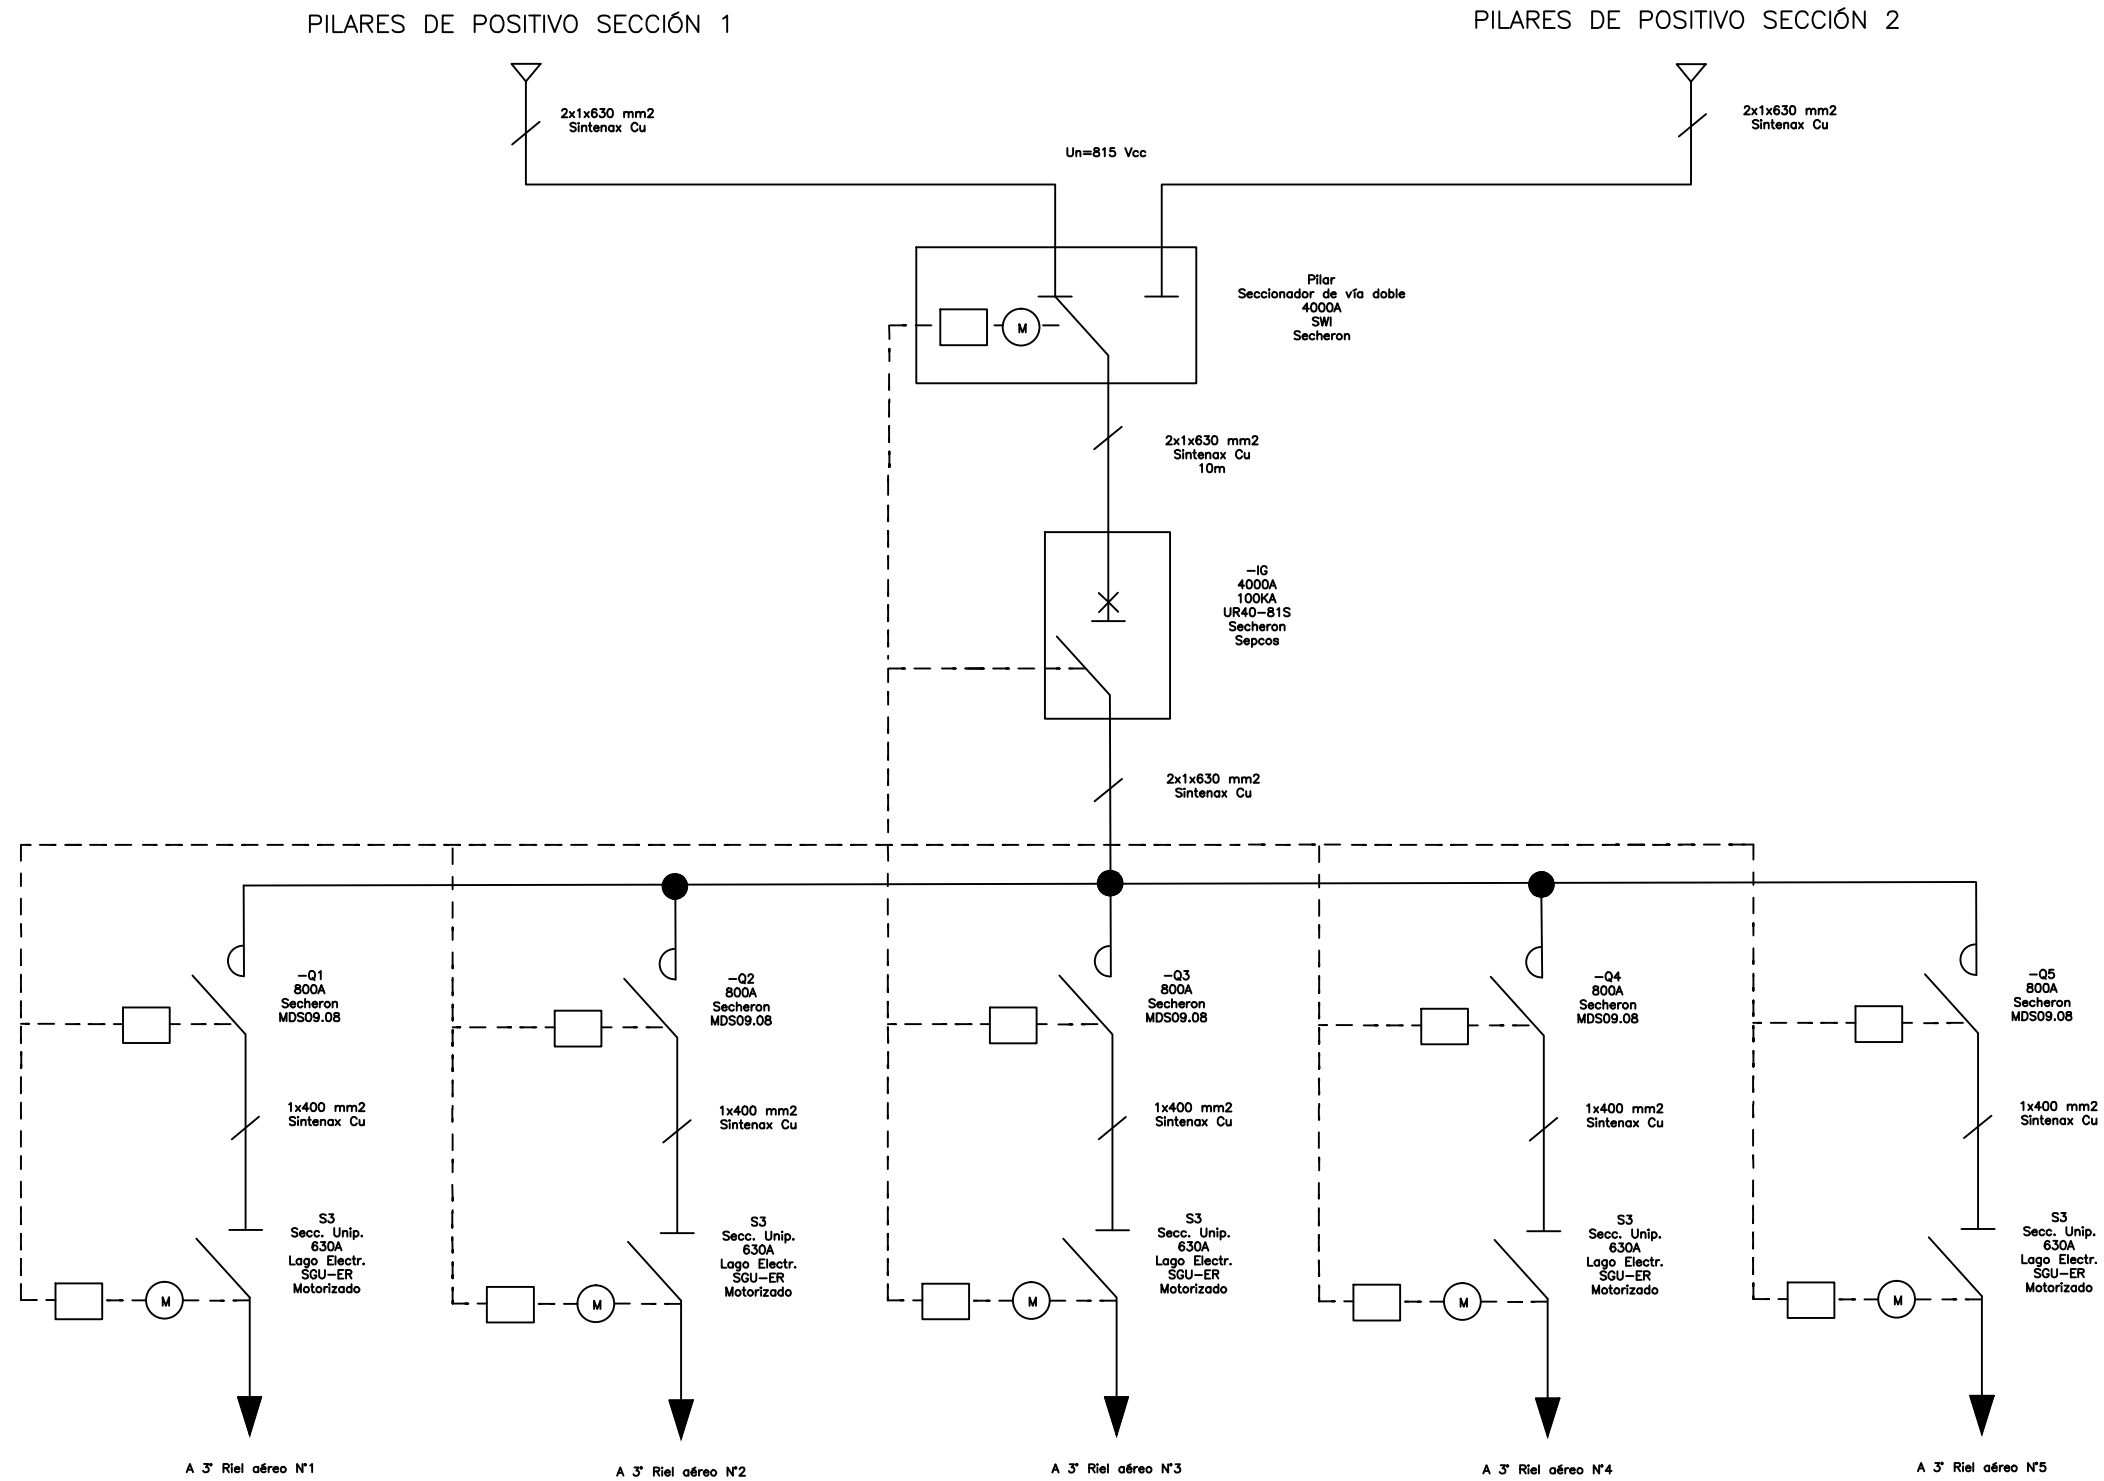 PILARES DE POSITIVO SECCIÓN 1
PILARES DE POSITIVO SECCIÓN 2
2x1x630 mm2
Sintenax Cu
2x1x630 mm2
Sintenax Cu
Un=815 Vcc
Pilar
Seccionador de vía doble
4000A
SWI
Secheron
M
2x1x630 mm2
Sintenax Cu
10m
-IG
4000A
100KA
UR40-81S
Secheron
Sepcos
2x1x630 mm2
Sintenax Cu
-Q1
800A
Secheron
MDS09.08
-Q2
800A
Secheron
MDS09.08
-Q3
800A
Secheron
MDS09.08
-Q4
800A
Secheron
MDS09.08
-Q5
800A
Secheron
MDS09.08
1x400 mm2
Sintenax Cu
1x400 mm2
Sintenax Cu
1x400 mm2
Sintenax Cu
1x400 mm2
Sintenax Cu
1x400 mm2
Sintenax Cu
S3
Secc. Unip.
630A
Lago Electr.
SGU-ER
Motorizado
M
S3
Secc. Unip.
630A
Lago Electr.
SGU-ER
Motorizado
M
S3
Secc. Unip.
630A
Lago Electr.
SGU-ER
Motorizado
M
S3
Secc. Unip.
630A
Lago Electr.
SGU-ER
Motorizado
M
S3
Secc. Unip.
630A
Lago Electr.
SGU-ER
Motorizado
M
A 3° Riel aéreo N°1
A 3° Riel aéreo N°2
A 3° Riel aéreo N°3
A 3° Riel aéreo N°4
A 3° Riel aéreo N°5